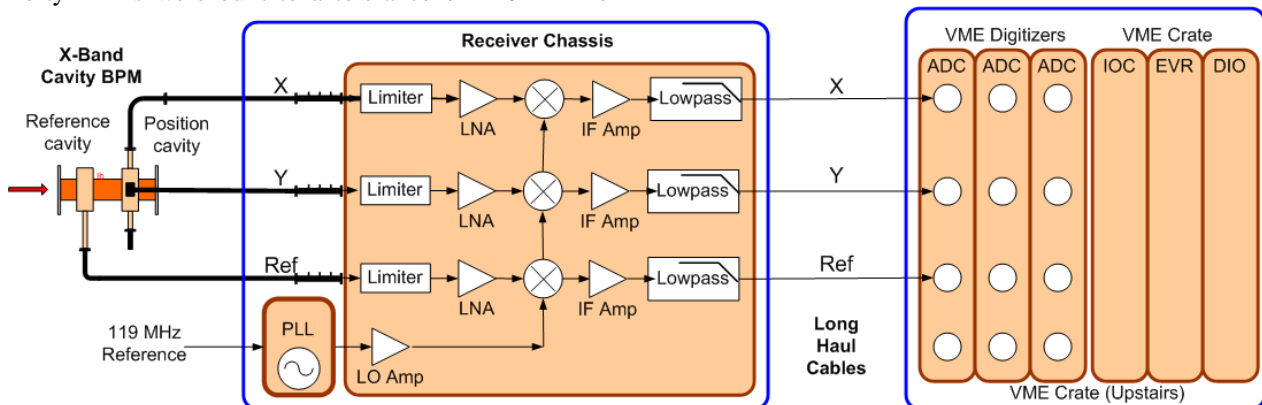 Receiver Chassis
X-Band
Cavity BPM
Reference
cavity
Position
cavity
X
Limiter
LNA
IF Amp
Lowpass
Y
Limiter
LNA
IF Amp
Lowpass
Ref
Limiter
LNA
IF Amp
Lowpass
119 MHz
Reference
PLL
LO Amp
X
Y
Ref
Long
Haul
Cables
VME Digitizers
VME Crate
ADC
ADC
ADC
IOC
EVR
DIO
VME Crate (Upstairs)